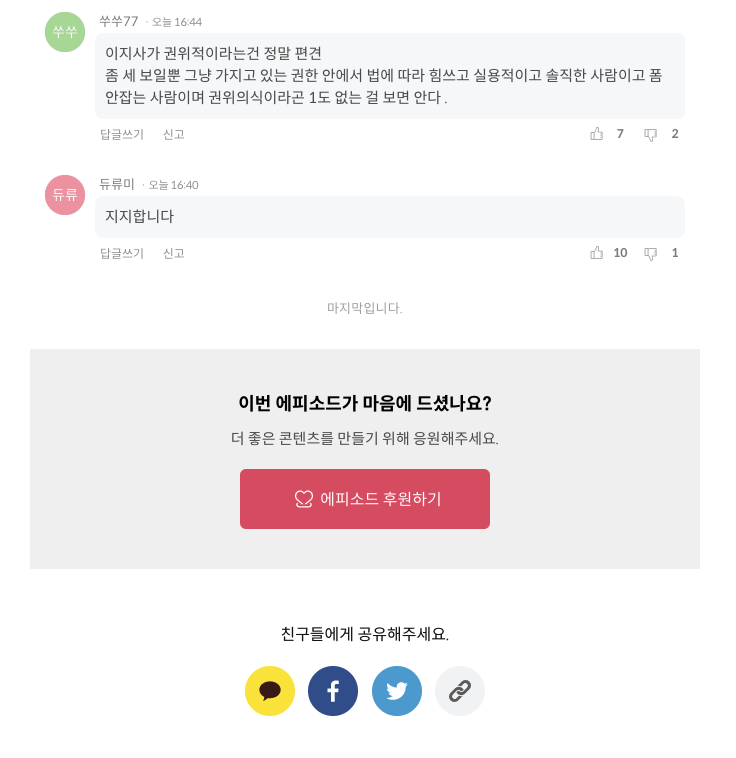 쑤쑤
쑤쑤77 · 오늘 16:44
이지사가 권위적이라는건 정말 편견
좀 세 보일뿐 그냥 가지고 있는 권한 안에서 법에 따라 힘쓰고 실용적이고 솔직한 사람이고 폼
안잡는 사람이며 권위의식이라곤 1도 없는 걸 보면 안다 .
답글쓰기 신고 7 2
듀류
듀류미 · 오늘 16:40
지지합니다
답글쓰기 신고 10 1
마지막입니다.
이번 에피소드가 마음에 드셨나요?
더 좋은 콘텐츠를 만들기 위해 응원해주세요.
에피소드 후원하기
친구들에게 공유해주세요.